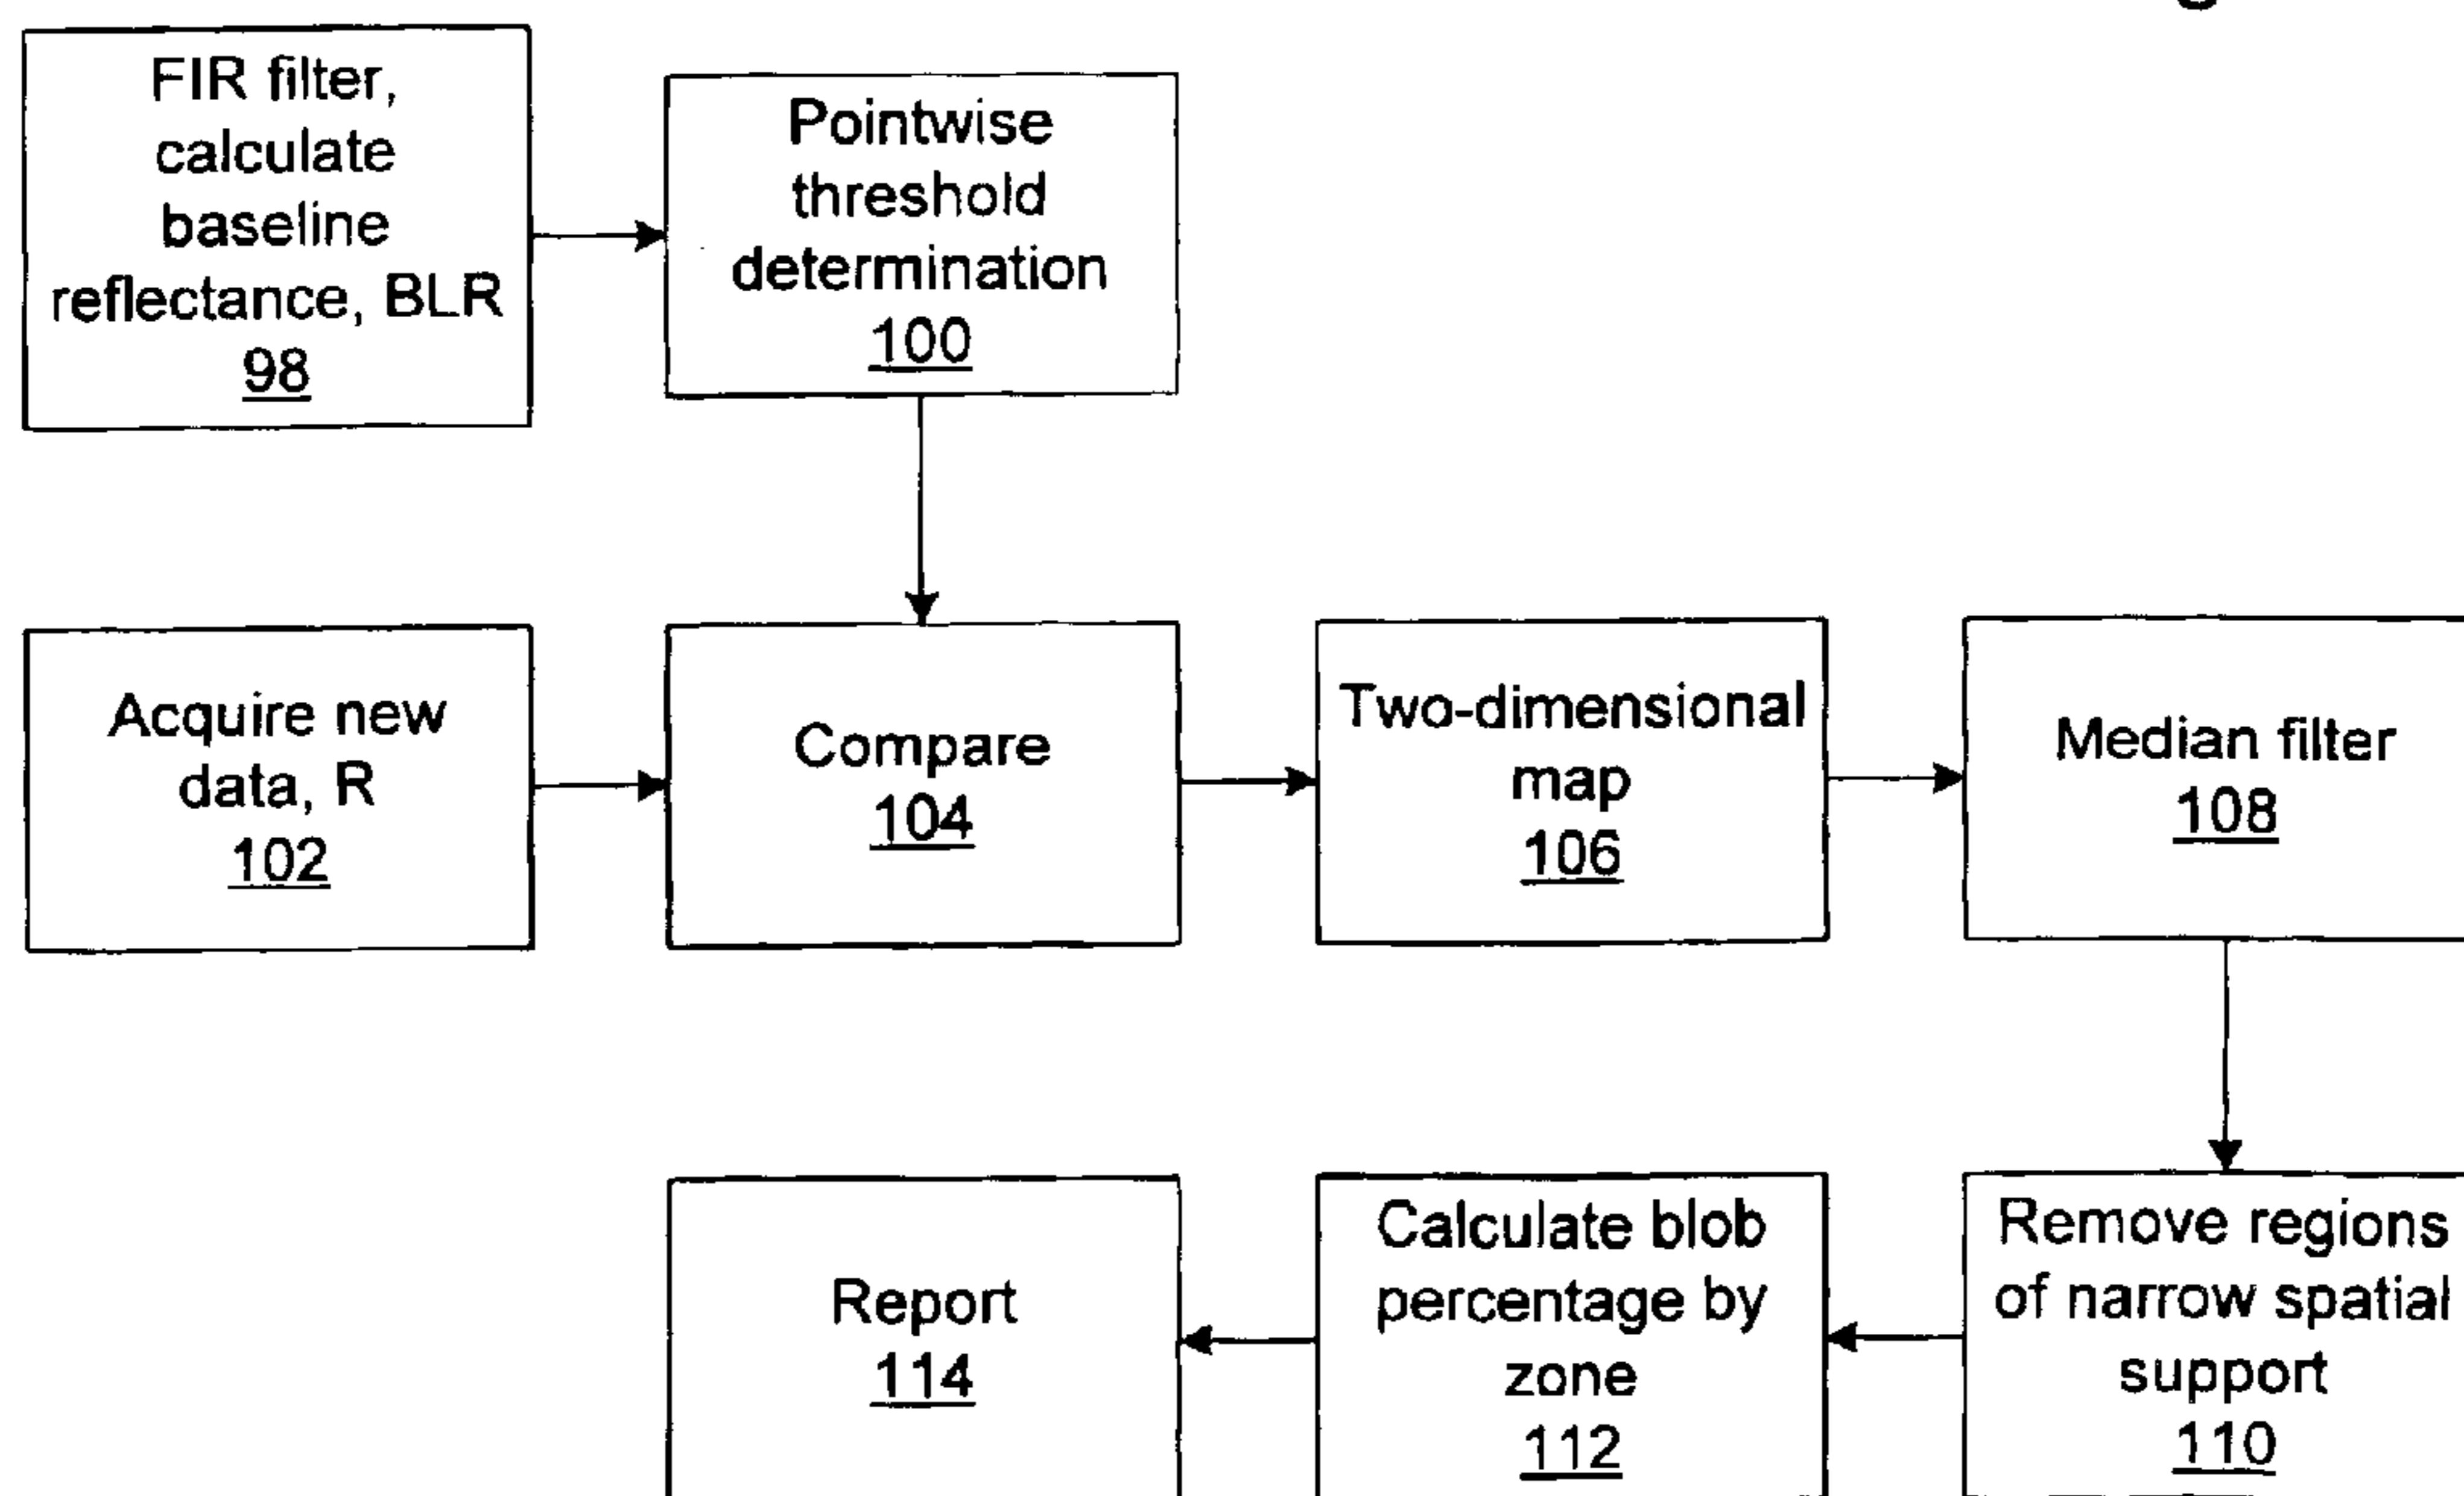 FIR filter,
calculate
baseline
reflectance, BLR
98
Pointwise
threshold
determination
100
Acquire new
data, R
102
Compare
104
Two-dimensional
map
106
Median filter
108
Report
114
Calculate blob
percentage by
zone
112
Remove regions
of narrow spatial
support
110